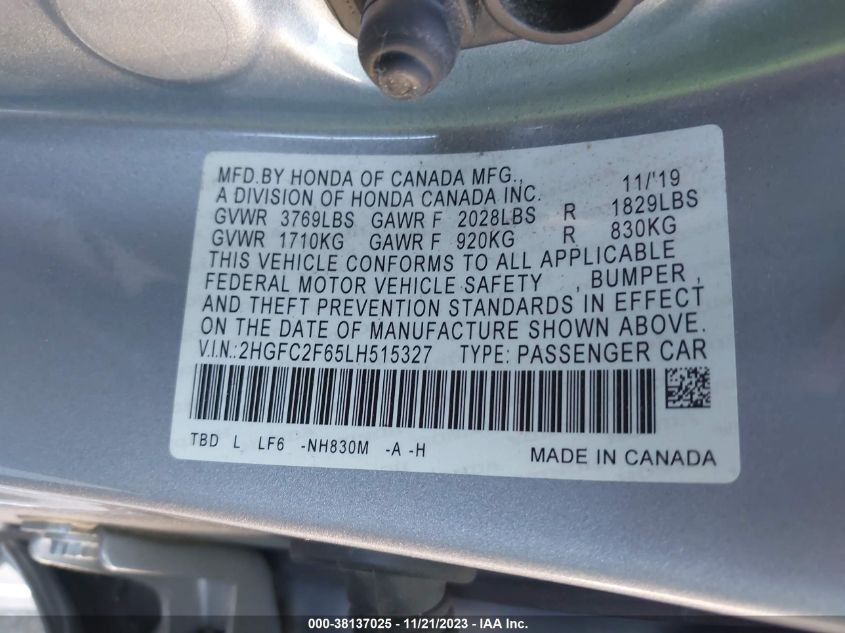 MFD.BY HONDA OF CANADA MFG., 11/'19
A DIVISION OF HONDA CANADA INC.
GVWR 3769LBS GAWR F 2028LBS R 1829LBS
GVWR 1710KG GAWR F 920KG R 830KG
THIS VEHICLE CONFORMS TO ALL APPLICABLE
FEDERAL MOTOR VEHICLE SAFETY , BUMPER ,
AND THEFT PREVENTION STANDARDS IN EFFECT
ON THE DATE OF MANUFACTURE SHOWN ABOVE.
V.I.N.:2HGFC2F65LH515327 TYPE: PASSENGER CAR
TBD L LF6 -NH830M -A -H
MADE IN CANADA
000-38137025 - 11/21/2023 - IAA Inc.